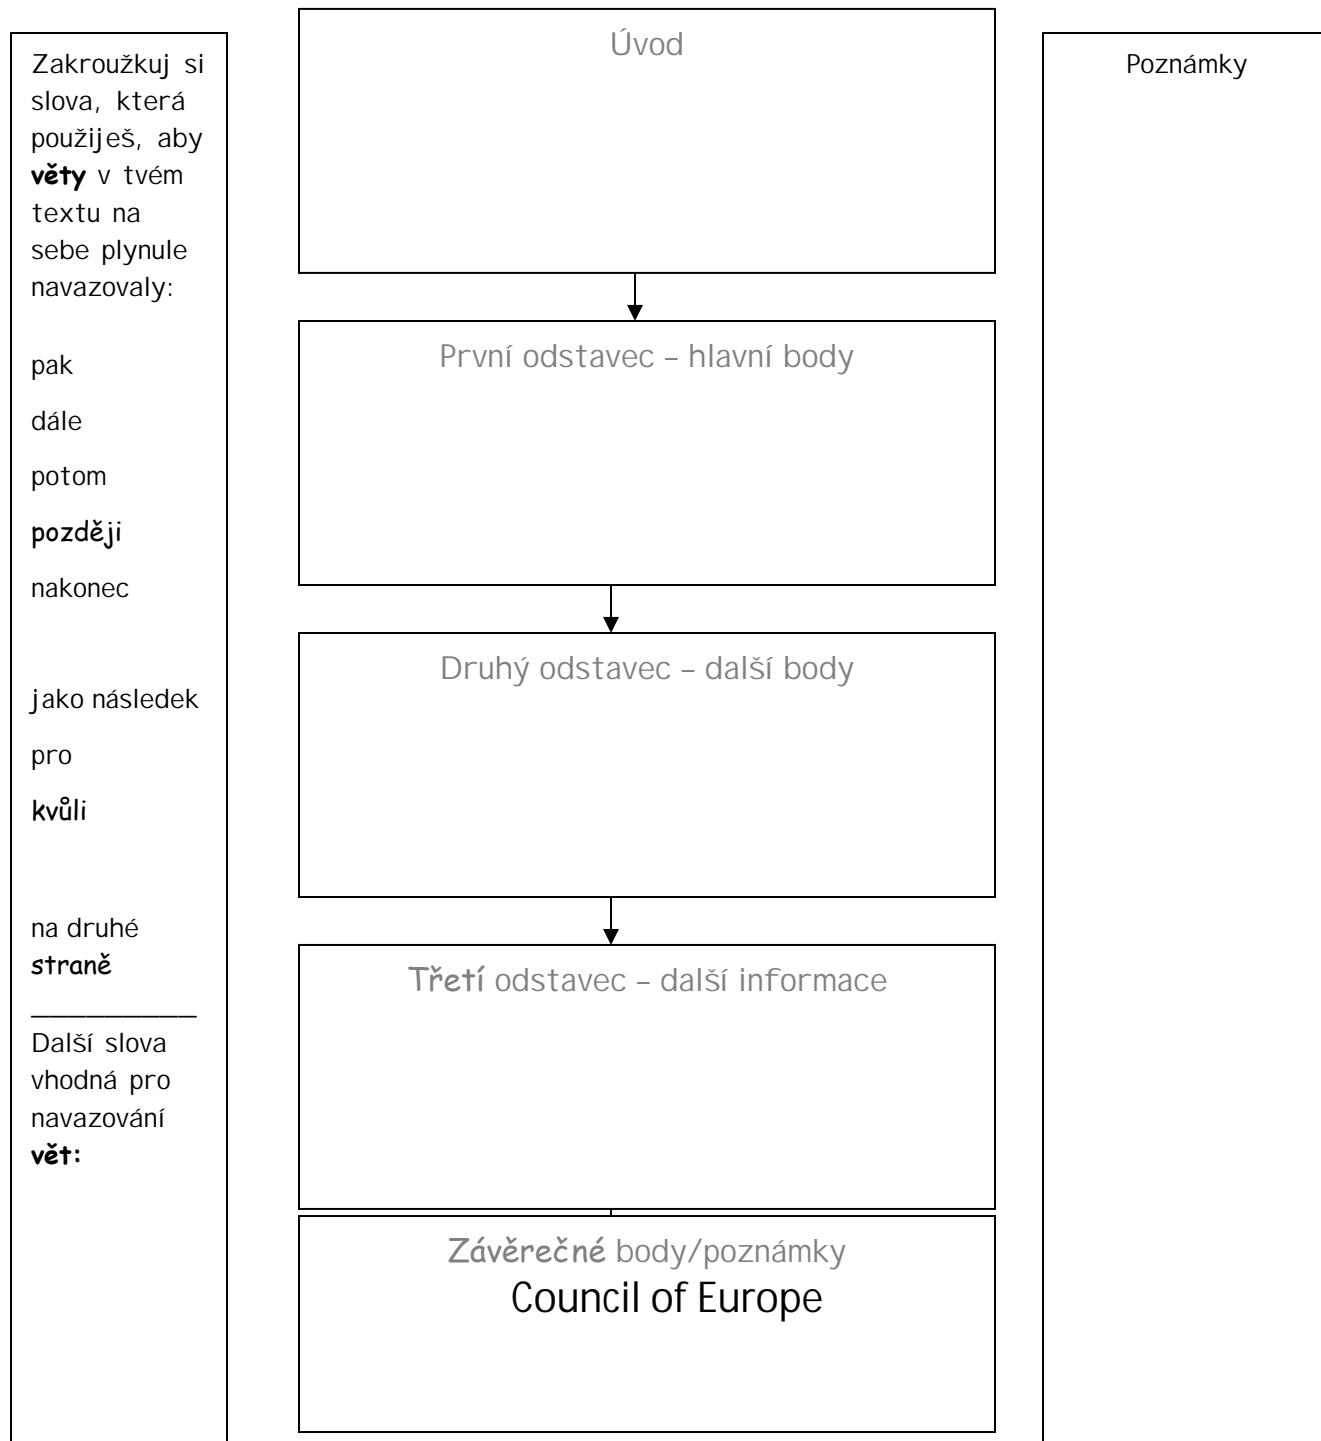 Zakroužkuj si
slova, která
použiješ, aby
věty v tvém
textu na
sebe plynule
navazovaly:
pak
dále
potom
později
nakonec
jako následek
pro
kvůli
na druhé
straně
_________
Další slova
vhodná pro
navazování
vět:
Úvod
První odstavec – hlavní body
Druhý odstavec – další body
Třetí odstavec – další informace
Závěrečné body/poznámky
Council of Europe
Poznámky